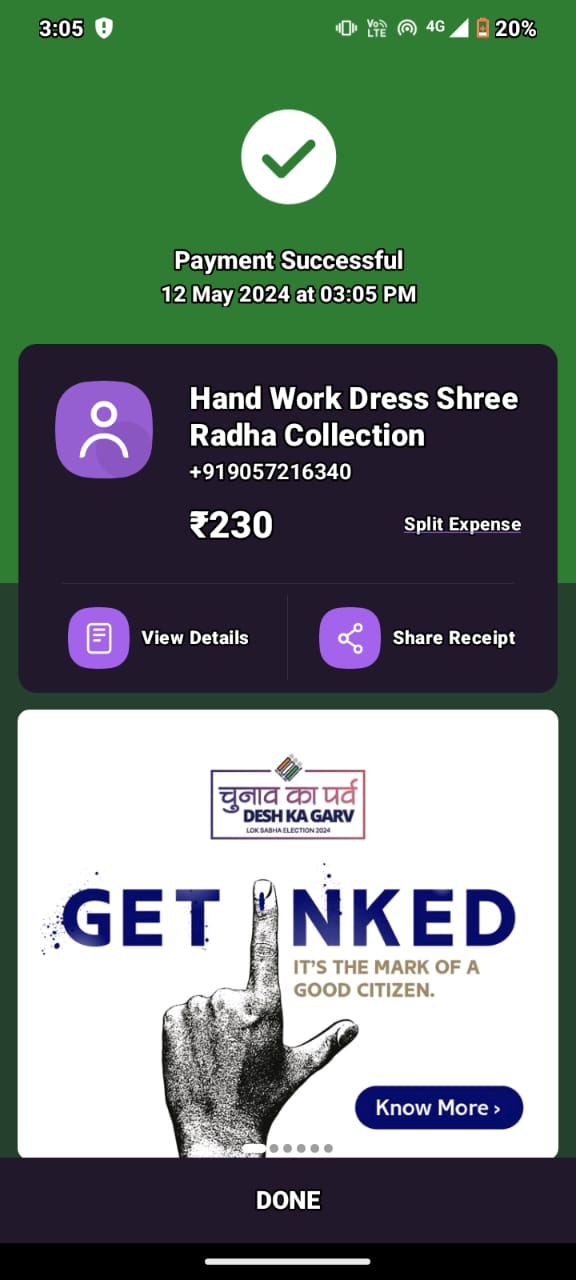 3:05
Vo LTE 4G 20%
Payment Successful
12 May 2024 at 03:05 PM
Hand Work Dress Shree
Radha Collection
+919057216340
₹230
Split Expense
View Details
Share Receipt
चुनाव का पर्व
DESH KA GARV
LOK SABHA ELECTION 2024
GET INKED
IT'S THE MARK OF A
GOOD CITIZEN.
Know More ›
DONE